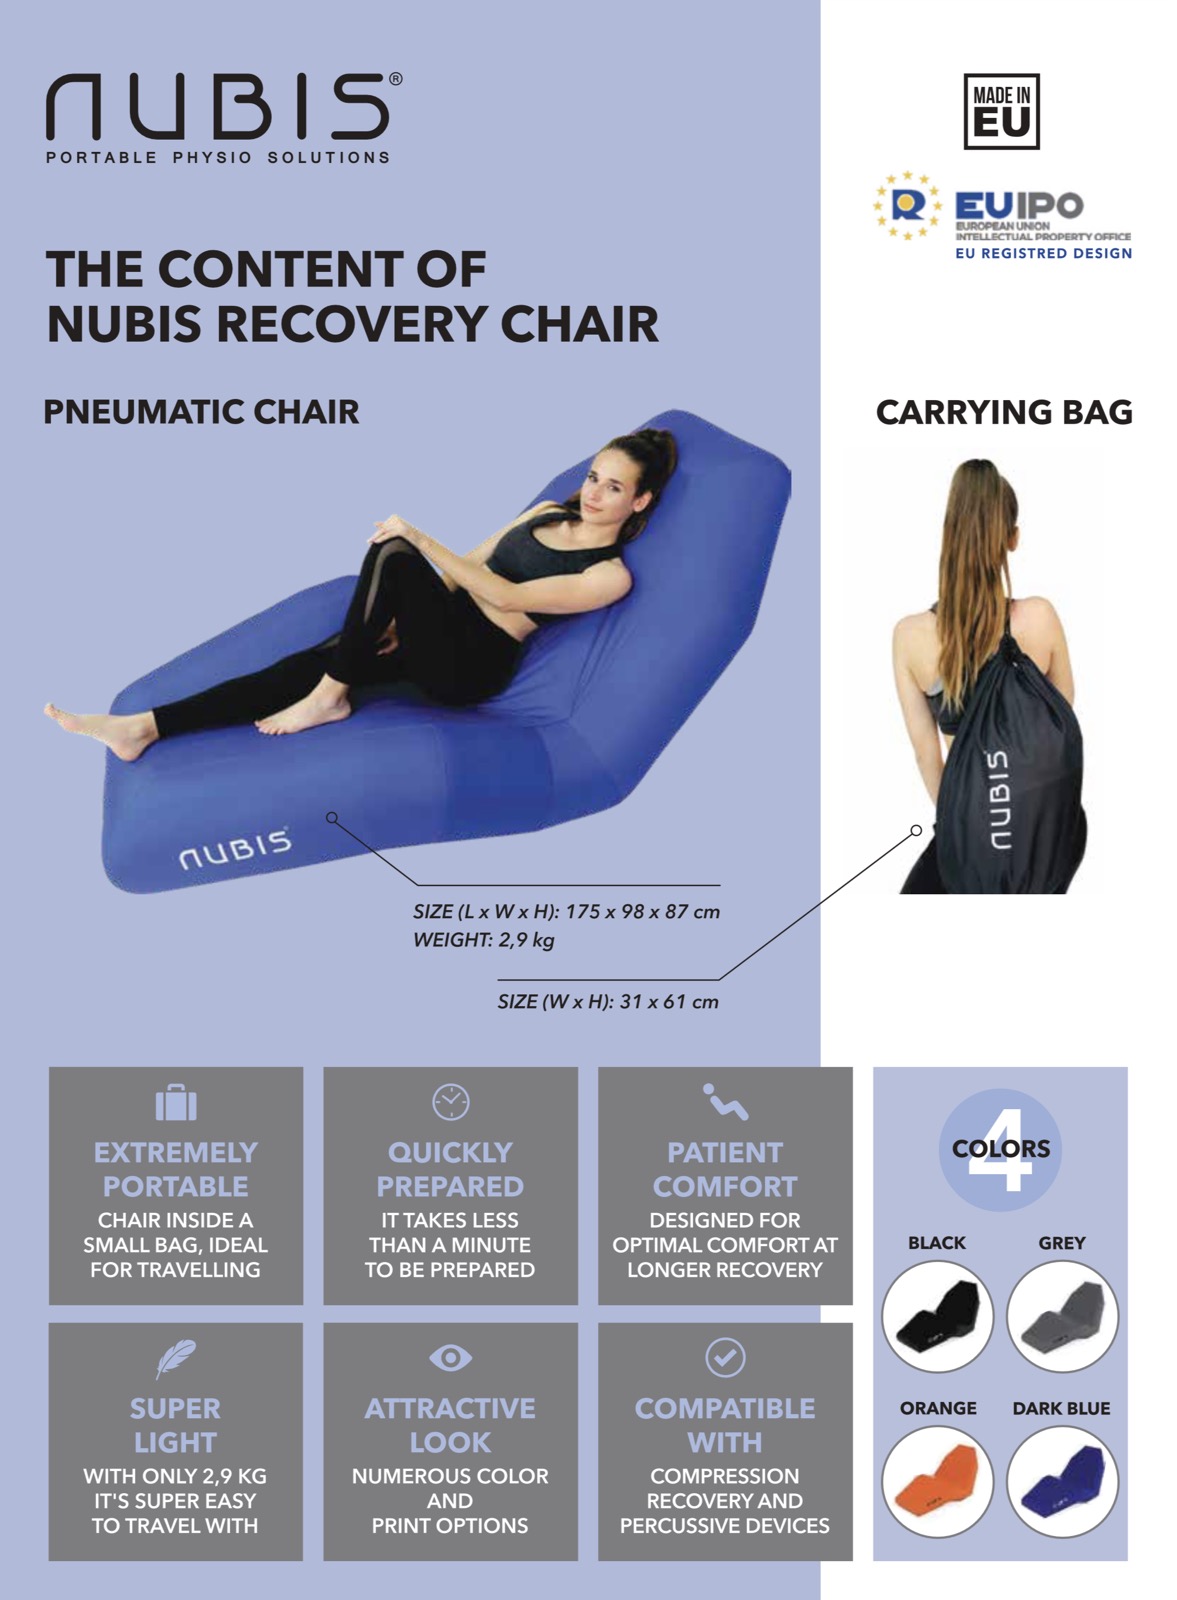 NUBIS®
PORTABLE PHYSIO SOLUTIONS
MADE IN
EU
R
EUIPO
EUROPEAN UNION
INTELLECTUAL PROPERTY OFFICE
EU REGISTRED DESIGN
THE CONTENT OF
NUBIS RECOVERY CHAIR
PNEUMATIC CHAIR
CARRYING BAG
NUBIS
NUBIS
SIZE (L x W x H): 175 x 98 x 87 cm
WEIGHT: 2,9 kg
SIZE (W x H): 31 x 61 cm
EXTREMELY
PORTABLE
CHAIR INSIDE A
SMALL BAG, IDEAL
FOR TRAVELLING
QUICKLY
PREPARED
IT TAKES LESS
THAN A MINUTE
TO BE PREPARED
PATIENT
COMFORT
DESIGNED FOR
OPTIMAL COMFORT AT
LONGER RECOVERY
SUPER
LIGHT
WITH ONLY 2,9 KG
IT'S SUPER EASY
TO TRAVEL WITH
ATTRACTIVE
LOOK
NUMEROUS COLOR
AND
PRINT OPTIONS
COMPATIBLE
WITH
COMPRESSION
RECOVERY AND
PERCUSSIVE DEVICES
4
COLORS
BLACK
GREY
ORANGE
DARK BLUE